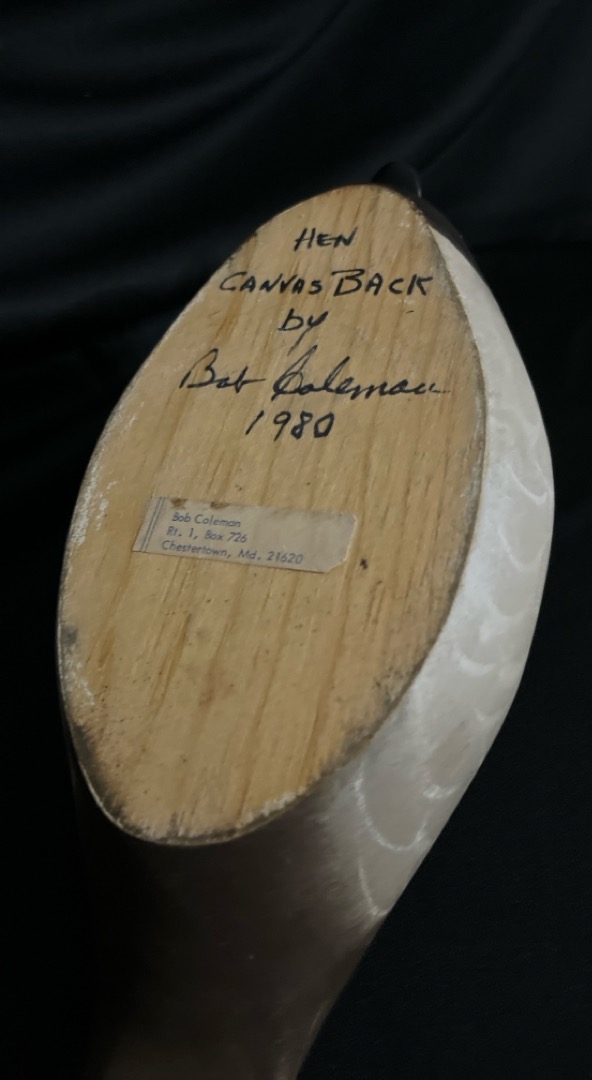 HEN
CANVAS BACK
by
Bob Coleman
1980
Bob Coleman
Rt. 1, Box 726
Chestertown, Md. 21620